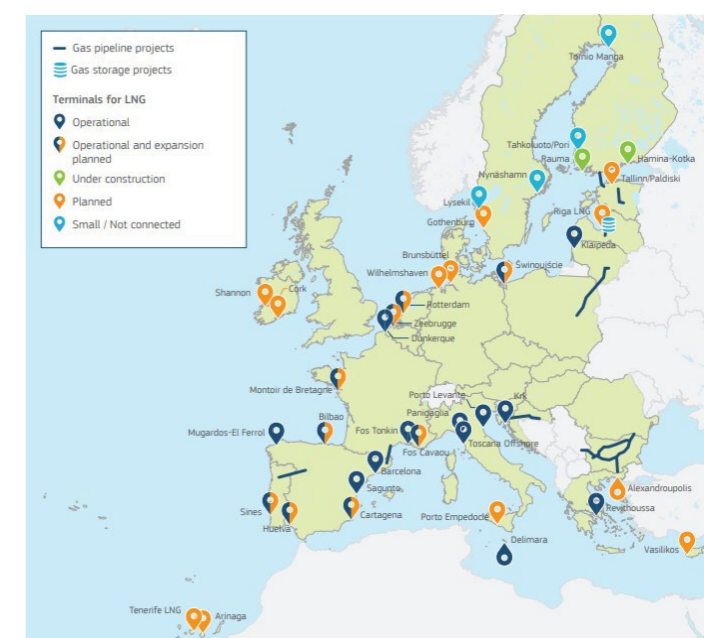 Gas pipeline projects
Gas storage projects
Terminals for LNG
Operational
Operational and expansion
planned
Under construction
Planned
Small / Not connected
Tornio Manga
Tahkoluoto/Pori
Rauma
Hamina-Kotka
Tallinn/Paldiski
Nynäshamn
Lysekil
Gothenburg
Riga LNG
Klaipeda
Brunsbüttel
Wilhelmshaven
Świnoujście
Shannon
Cork
Rotterdam
Zeebrugge
Dunkerque
Montoir de Bretagne
Porto Levante
Krk
Bilbao
Panigaglia
Mugardos-El Ferrol
Fos Tonkin
Toscana Offshore
Fos Cavaou
Barcelona
Sagunto
Sines
Huelva
Cartagena
Porto Empedocle
Alexandroupolis
Revithoussa
Delimara
Vasilikos
Tenerife LNG
Arinaga